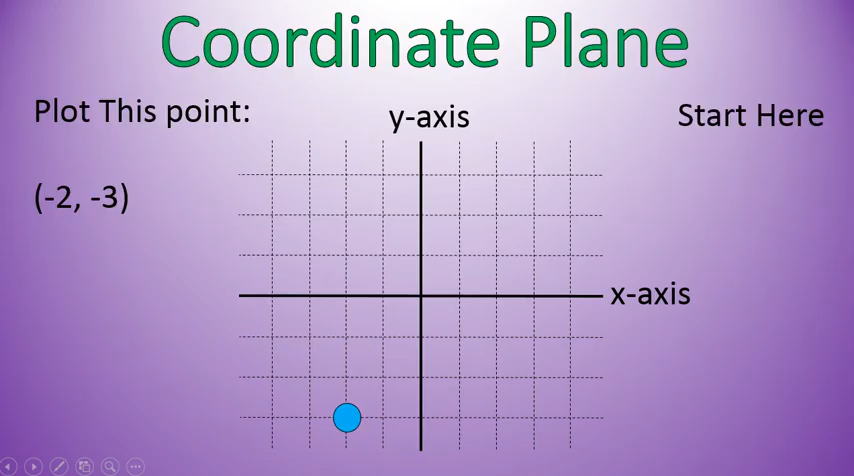 Coordinate Plane
Plot This point:
y-axis
Start Here
(-2, -3)
x-axis